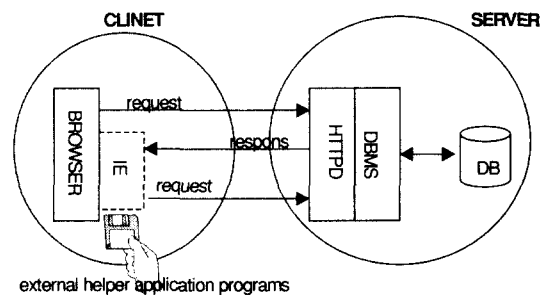 CLINET
SERVER
BROWSER
IE
request
respons
request
HTTPD
DBMS
DB
external helper application programs